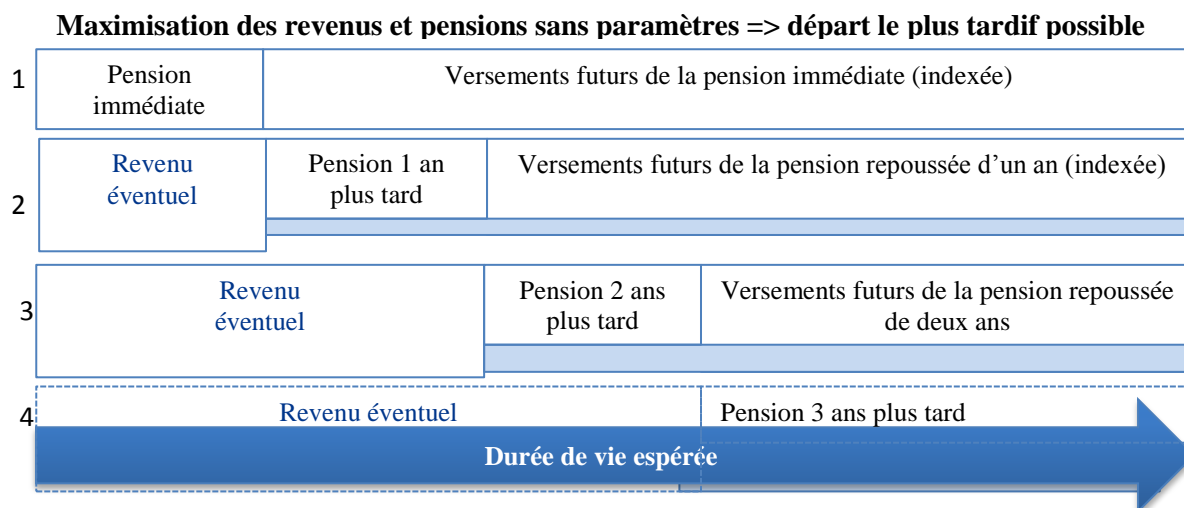 Maximisation des revenus et pensions sans paramètres => départ le plus tardif possible
1
Pension
immédiate
Versements futurs de la pension immédiate (indexée)
2
Revenu
éventuel
Pension 1 an
plus tard
Versements futurs de la pension repoussée d’un an (indexée)
3
Revenu
éventuel
Pension 2 ans
plus tard
Versements futurs de la pension repoussée
de deux ans
4
Revenu éventuel
Pension 3 ans plus tard
Durée de vie espérée